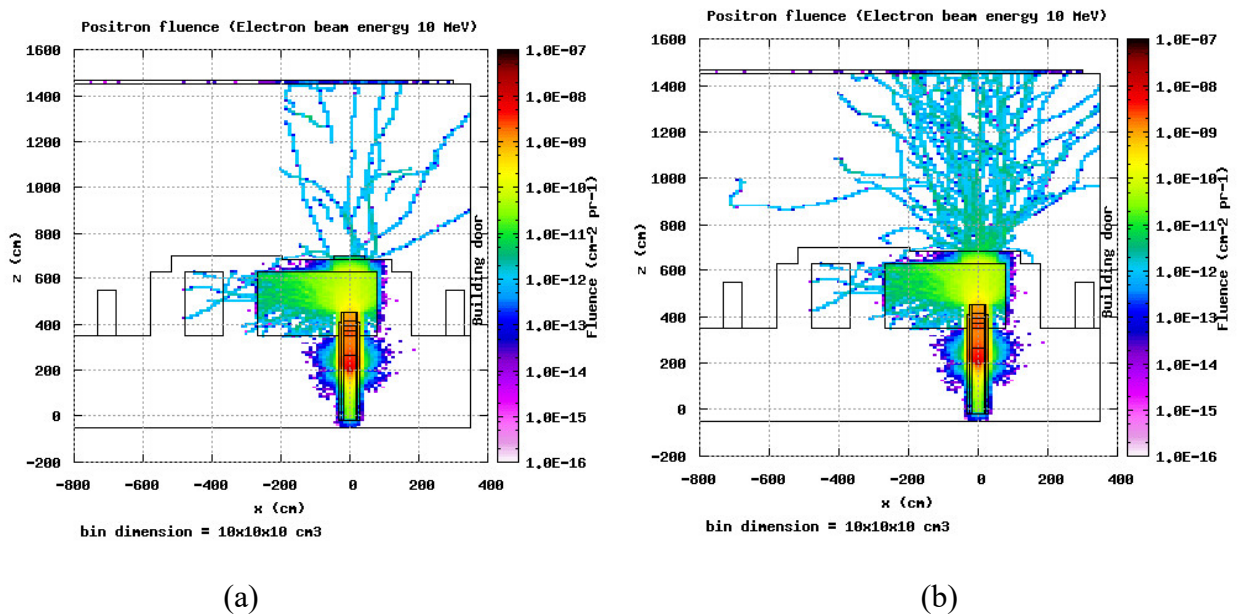 Positron fluence (Electron beam energy 10 MeV)
1600
1400
1200
1000
800
600
400
200
0
-200
z (cm)
-800
-600
-400
-200
0
200
400
x (cm)
Building door
1.0E-07
1.0E-08
1.0E-09
1.0E-10
1.0E-11
1.0E-12
1.0E-13
1.0E-14
1.0E-15
1.0E-16
Fluence (cm-2 pr-1)
bin dimension = 10x10x10 cm3
(a)
Positron fluence (Electron beam energy 10 MeV)
1600
1400
1200
1000
800
600
400
200
0
-200
z (cm)
-800
-600
-400
-200
0
200
400
x (cm)
Building door
1.0E-07
1.0E-08
1.0E-09
1.0E-10
1.0E-11
1.0E-12
1.0E-13
1.0E-14
1.0E-15
1.0E-16
Fluence (cm-2 pr-1)
bin dimension = 10x10x10 cm3
(b)